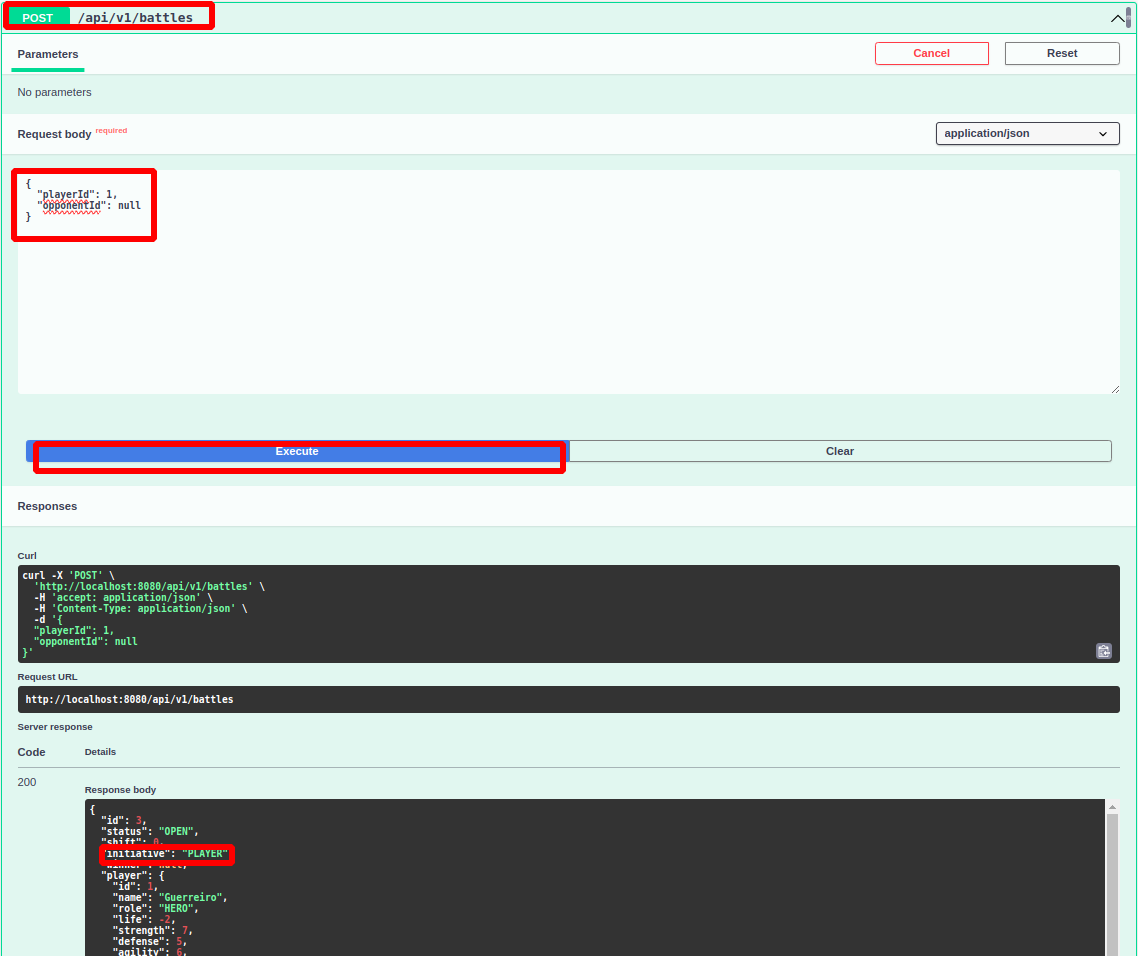 POST /api/v1/battles
Parameters
Cancel
Reset
No parameters
Request body required
application/json
{
"playerId": 1,
"opponentId": null
}
Execute
Clear
Responses
Curl
curl -X 'POST' \
'http://localhost:8080/api/v1/battles' \
-H 'accept: application/json' \
-H 'Content-Type: application/json' \
-d '{
"playerId": 1,
"opponentId": null
}'
Request URL
http://localhost:8080/api/v1/battles
Server response
Code Details
200
Response body
{
"id": 3,
"status": "OPEN",
"shift": 0,
"initiative": "PLAYER"
"winner": null,
"player": {
"id": 1,
"name": "Guerreiro",
"role": "HERO",
"life": -2,
"strength": 7,
"defense": 5,
"agility": 6,